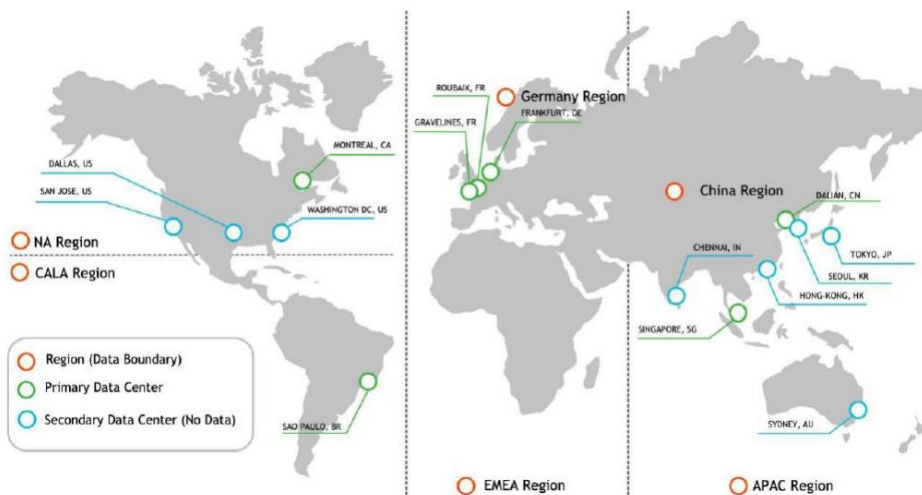 ROUBAIX, FR
Germany Region
GRAVELINES, FR
FRANKFURT, DE
MONTREAL, CA
DALLAS, US
SAN JOSE, US
WASHINGTON DC, US
China Region
DALIAN, CN
NA Region
CALA Region
CHENNAI, IN
TOKYO, JP
SEOUL, KR
HONG-KONG, HK
SINGAPORE, SG
Region (Data Boundary)
Primary Data Center
Secondary Data Center (No Data)
SAO PAULO, BR
SYDNEY, AU
EMEA Region
APAC Region